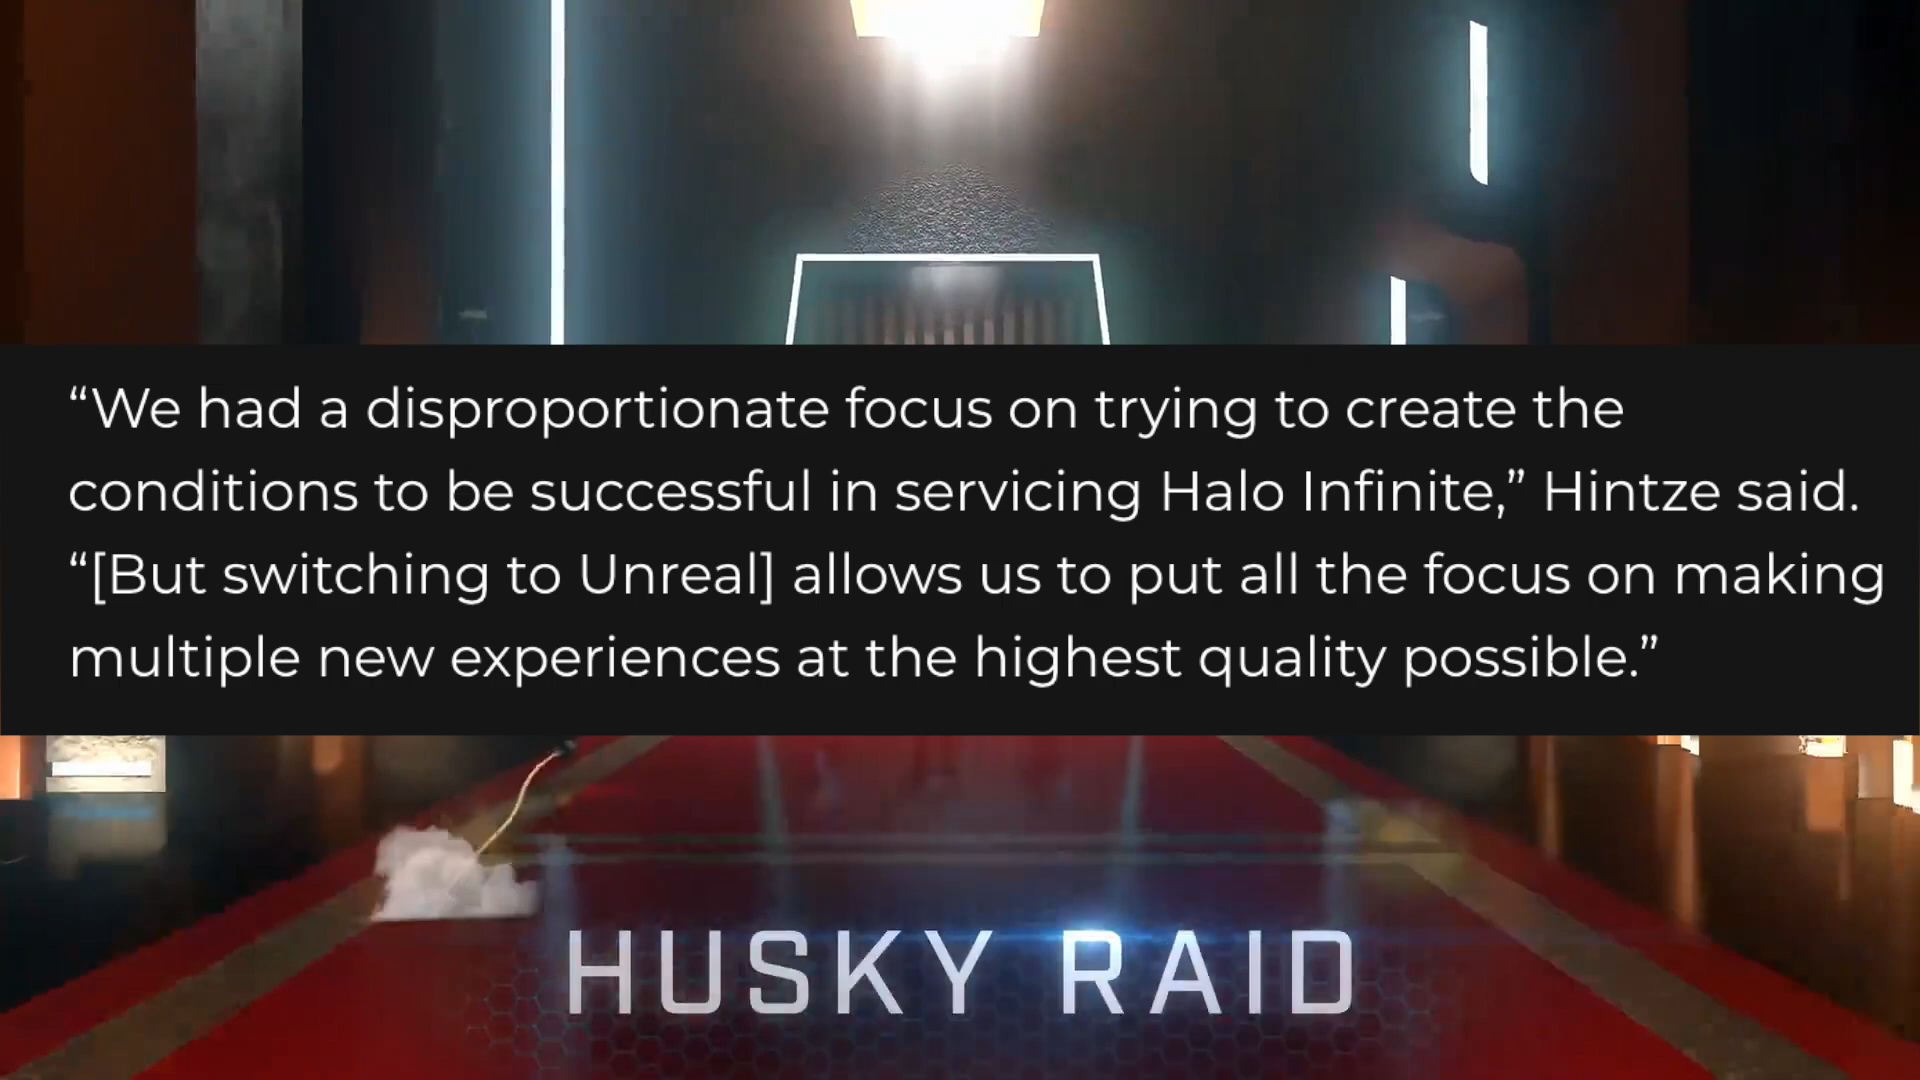 “We had a disproportionate focus on trying to create the
conditions to be successful in servicing Halo Infinite,” Hintze said.
“[But switching to Unreal] allows us to put all the focus on making
multiple new experiences at the highest quality possible.”
HUSKY RAID